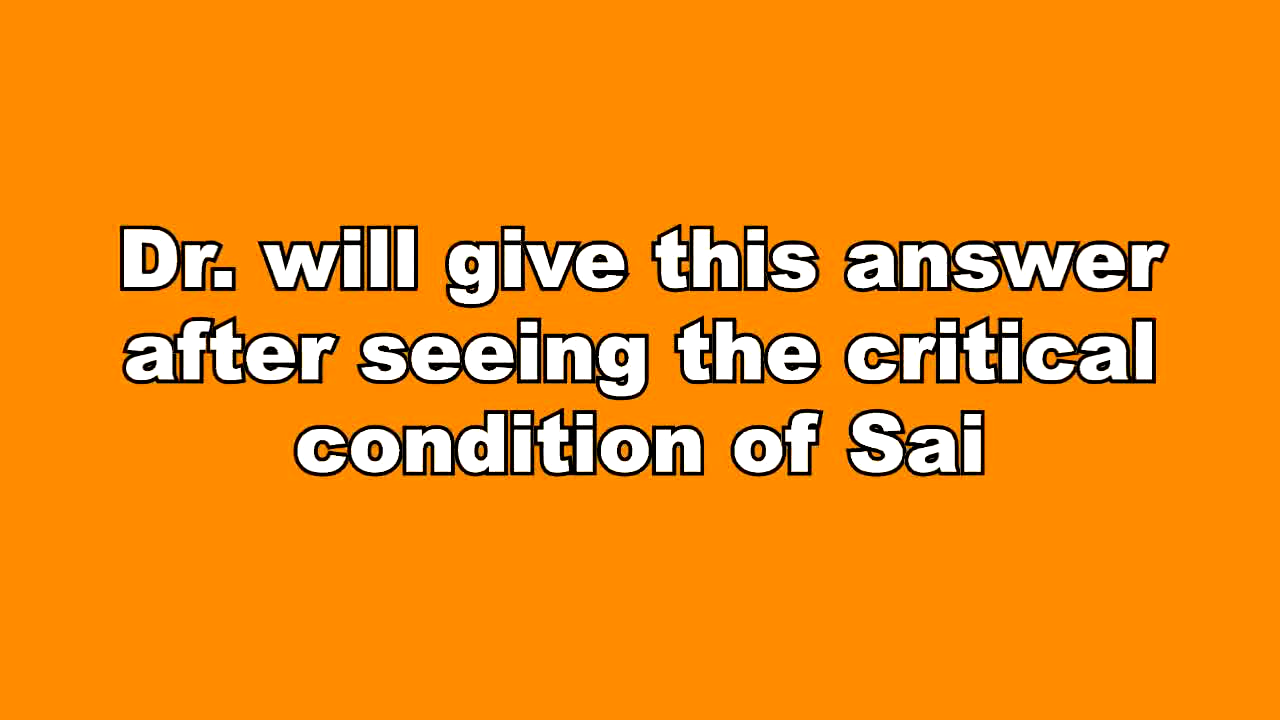 Dr. will give this answer
after seeing the critical
condition of Sai